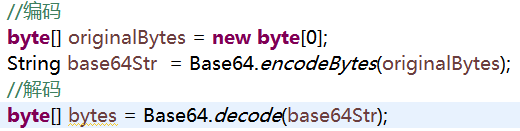 //编码
byte[] originalBytes = new byte[0];
String base64Str  = Base64.encodeBytes(originalBytes);
//解码
byte[] bytes = Base64.decode(base64Str);